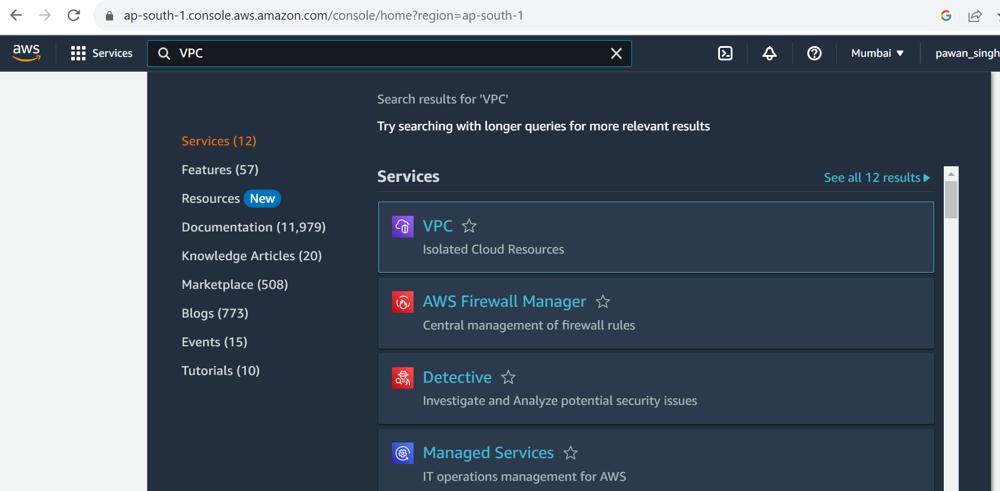 ap-south-1.console.aws.amazon.com/console/home?region=ap-south-1
aws
Services
VPC
Mumbai
pawan_singh
Search results for 'VPC'
Try searching with longer queries for more relevant results
Services (12)
Features (57)
Resources New
Documentation (11,979)
Knowledge Articles (20)
Marketplace (508)
Blogs (773)
Events (15)
Tutorials (10)
Services
See all 12 results
VPC
Isolated Cloud Resources
AWS Firewall Manager
Central management of firewall rules
Detective
Investigate and Analyze potential security issues
Managed Services
IT operations management for AWS